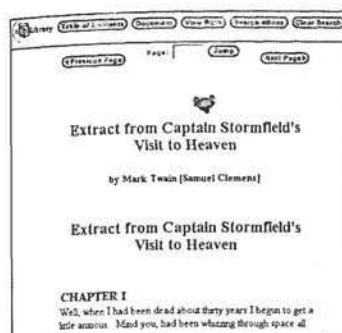 Library Table of Contents Document View Prefs Search eBook Clear Search
Previous Page Page: Jump Next Page
Extract from Captain Stormfield's
Visit to Heaven
by Mark Twain [Samuel Clemens]
Extract from Captain Stormfield's
Visit to Heaven
CHAPTER I
Well, when I had been dead about thirty years I begun to get a
little anxious. Mind you, had been whizzing through space all